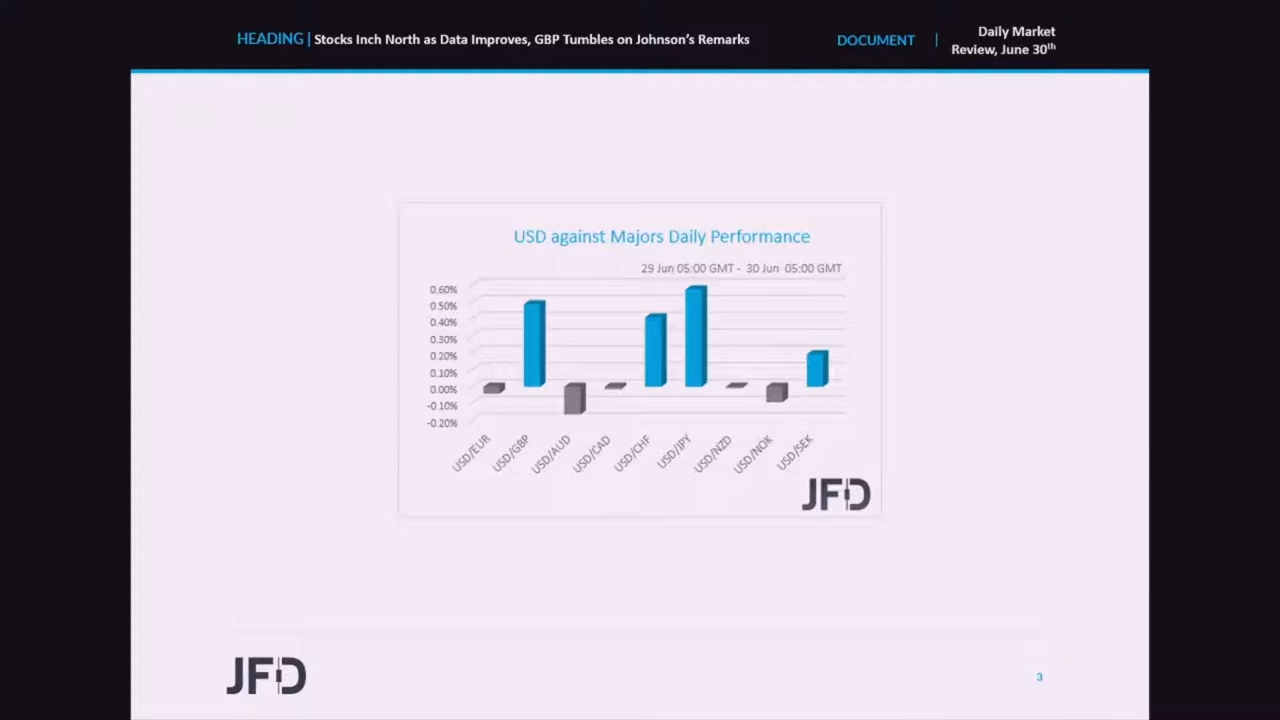 HEADING | Stocks Inch North as Data Improves, GBP Tumbles on Johnson's Remarks
DOCUMENT | Daily Market
Review, June 30th
USD against Majors Daily Performance
29 Jun 05:00 GMT - 30 Jun 05:00 GMT
0.60%
0.50%
0.40%
0.30%
0.20%
0.10%
0.00%
-0.10%
-0.20%
USD/EUR USD/GBP USD/AUD USD/CAD USD/CHF USD/JPY USD/NZD USD/NOK USD/SEK
JFD
JFD
3